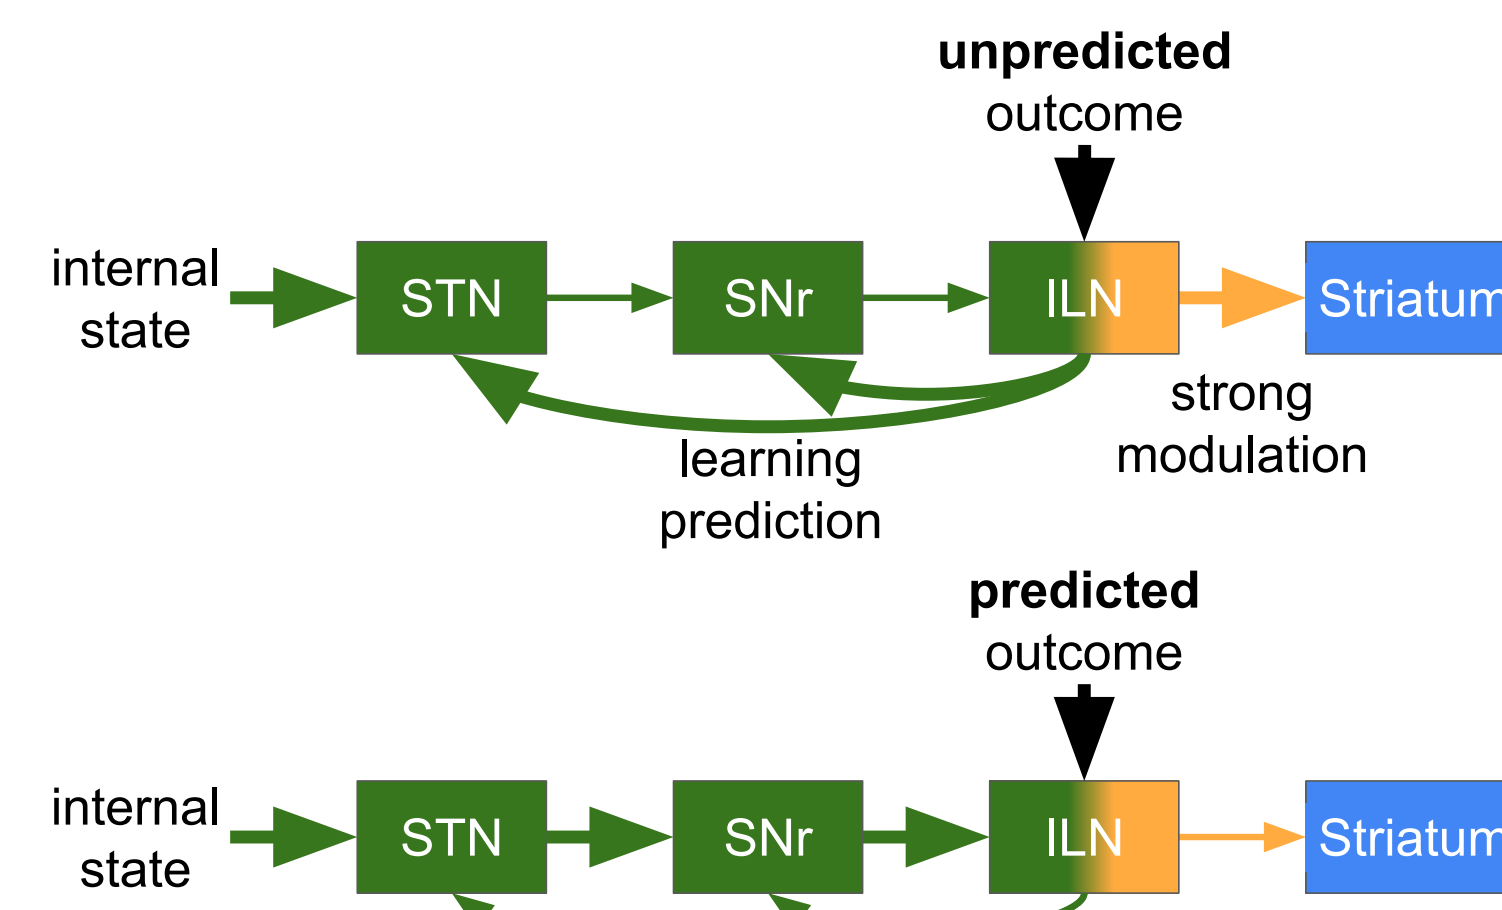 unpredicted
outcome
internal
state
STN
SNr
ILN
Striatum
strong
modulation
learning
prediction
predicted
outcome
internal
state
STN
SNr
ILN
Striatum